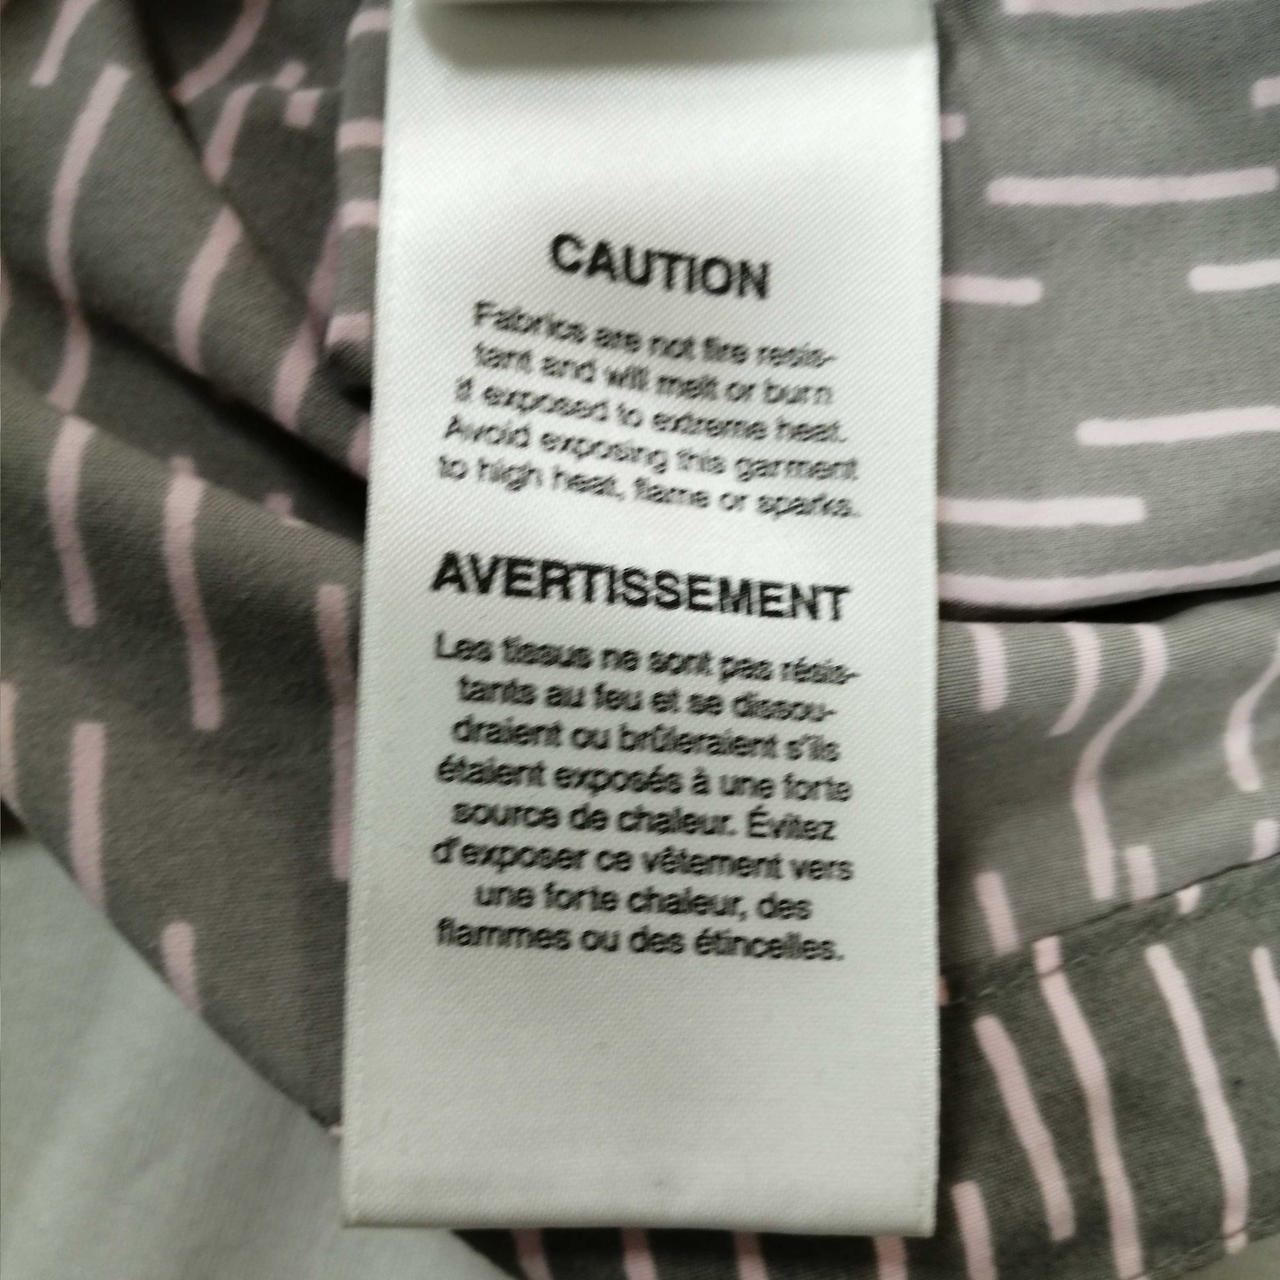 CAUTION
Fabrics are not fire resis-
tant and will melt or burn
if exposed to extreme heat.
Avoid exposing this garment
to high heat, flame or sparks.
AVERTISSEMENT
Les tissus ne sont pas résis-
tants au feu et se dissou-
draient ou brûleraient s'ils
étaient exposés à une forte
source de chaleur. Évitez
d'exposer ce vêtement vers
une forte chaleur, des
flammes ou des étincelles.